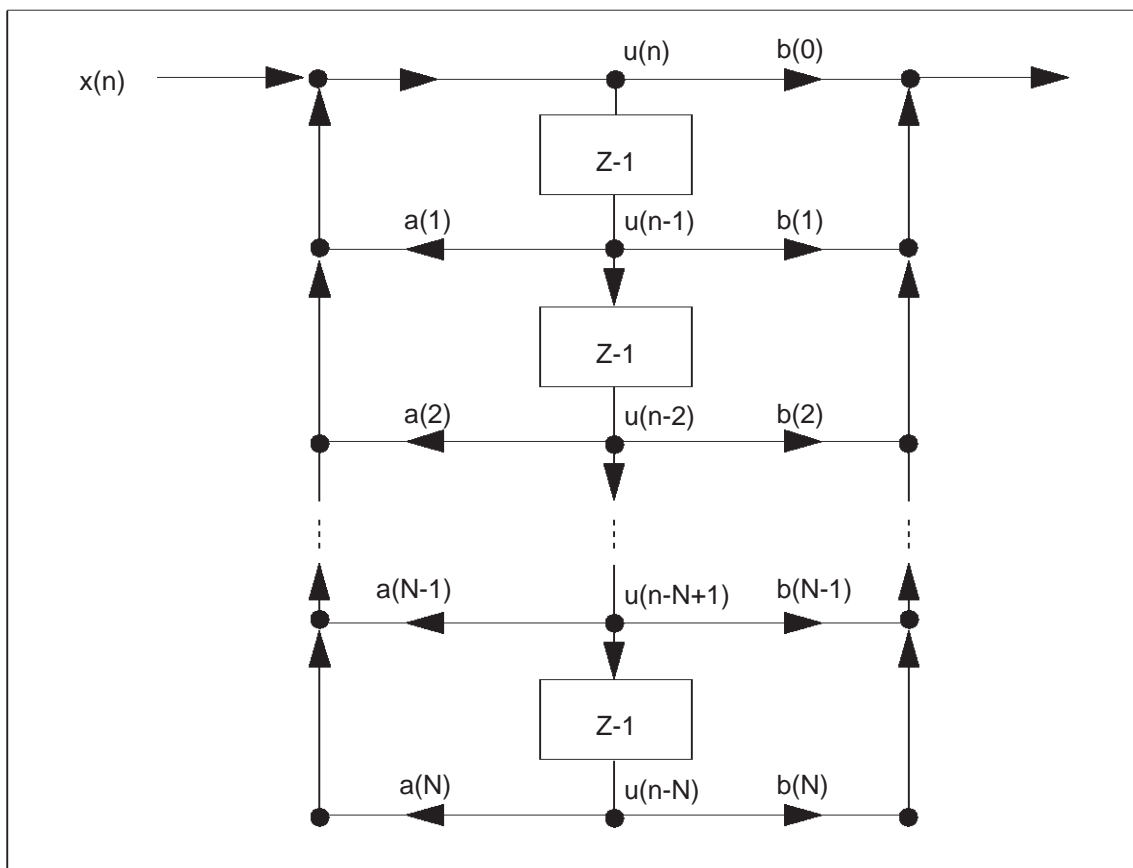 u(n) b(0)
x(n)
Z-1
a(1) u(n-1) b(1)
Z-1
a(2) u(n-2) b(2)
a(N-1) u(n-N+1) b(N-1)
Z-1
a(N) u(n-N) b(N)